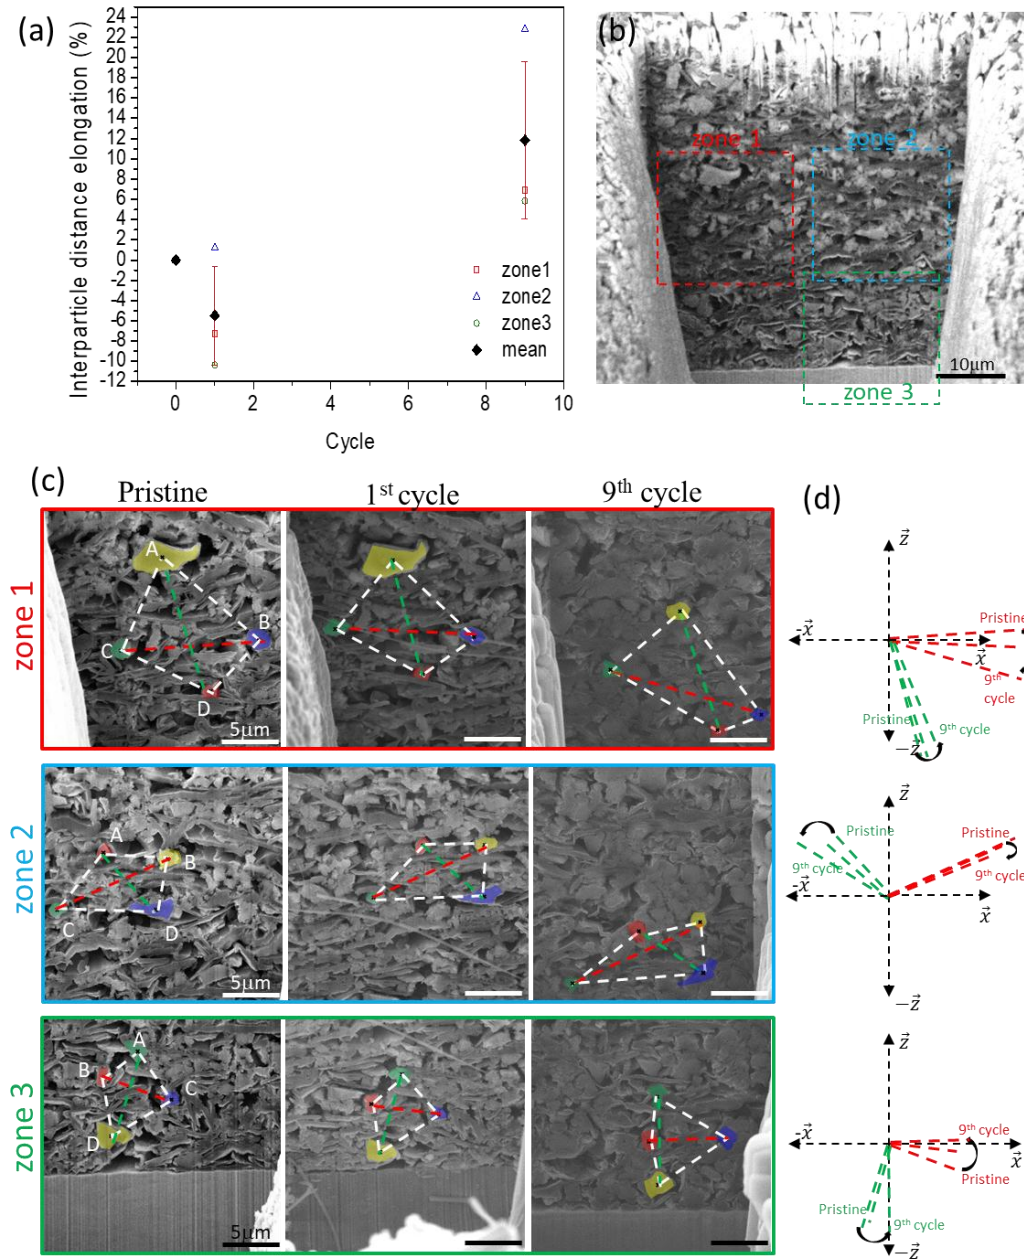 (a)
Interparticle distance elongation (%)
24
22
20
18
16
14
12
10
8
6
4
2
0
-2
-4
-6
-8
-10
-12
0 2 4 6 8 10
Cycle
zone1
zone2
zone3
mean
(b)
zone 1
zone 2
zone 3
10μm
(c)
Pristine 1st cycle 9th cycle
zone 1
A
B
C
D
5μm
zone 2
A
B
C
D
5μm
zone 3
A
B
C
D
5μm
(d)
z⃗
Pristine
-x⃗
x⃗
9th
cycle
Pristine
9th cycle
−z⃗
z⃗
Pristine
Pristine
9th
cycle
9th cycle
-x⃗
x⃗
−z⃗
z⃗
9th cycle
-x⃗
x⃗
Pristine
Pristine
9th cycle
−z⃗